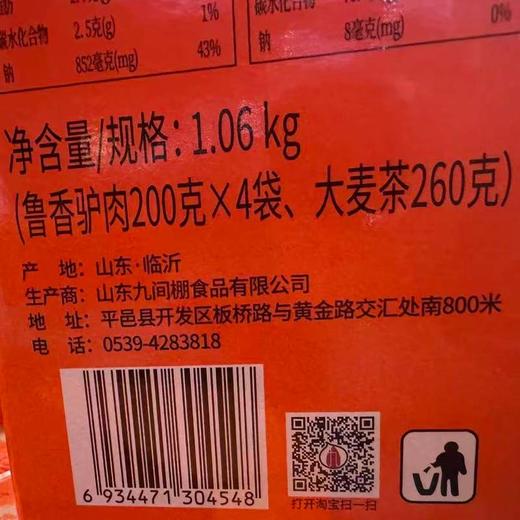 1%
碳水化合物 2.5克(g)
0%
钠 852毫克(mg) 43%
钠 8毫克(mg)
净含量/规格：1.06 kg
(鲁香驴肉200克×4袋、大麦茶260克)
产 地：山东·临沂
生产商：山东九间棚食品有限公司
地 址：平邑县开发区板桥路与黄金路交汇处南800米
电 话：0539-4283818
6 934471 304548
打开淘宝扫一扫